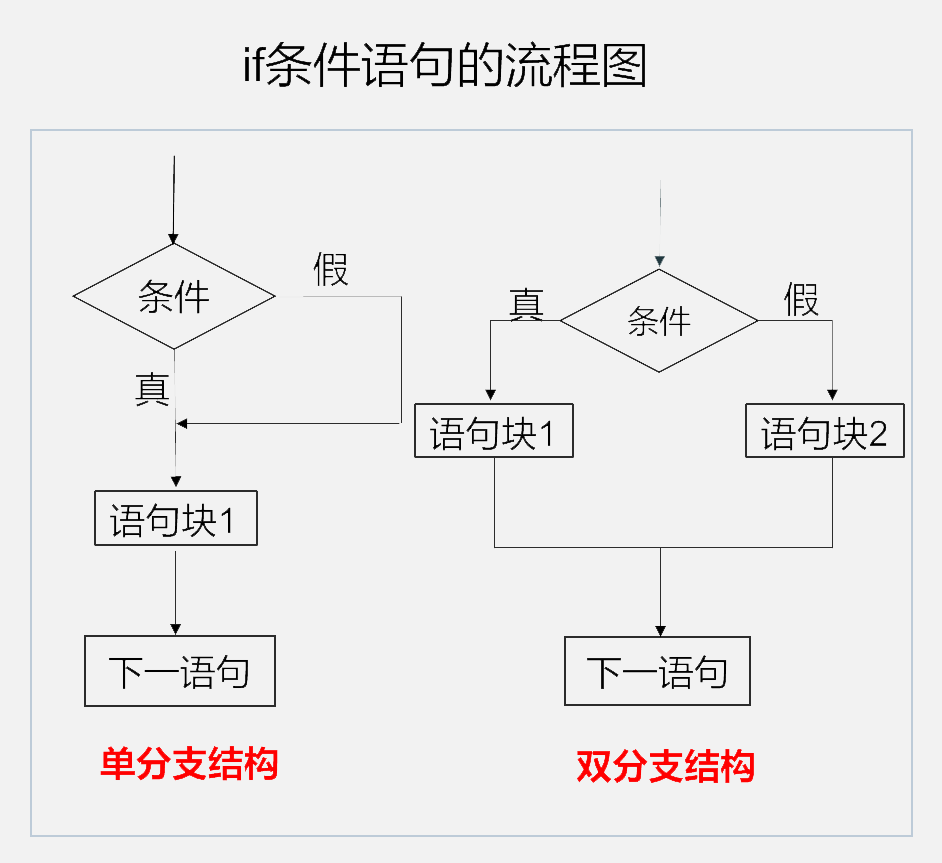 if条件语句的流程图
条件
假
真
语句块1
下一语句
单分支结构
条件
真
假
语句块1
语句块2
下一语句
双分支结构